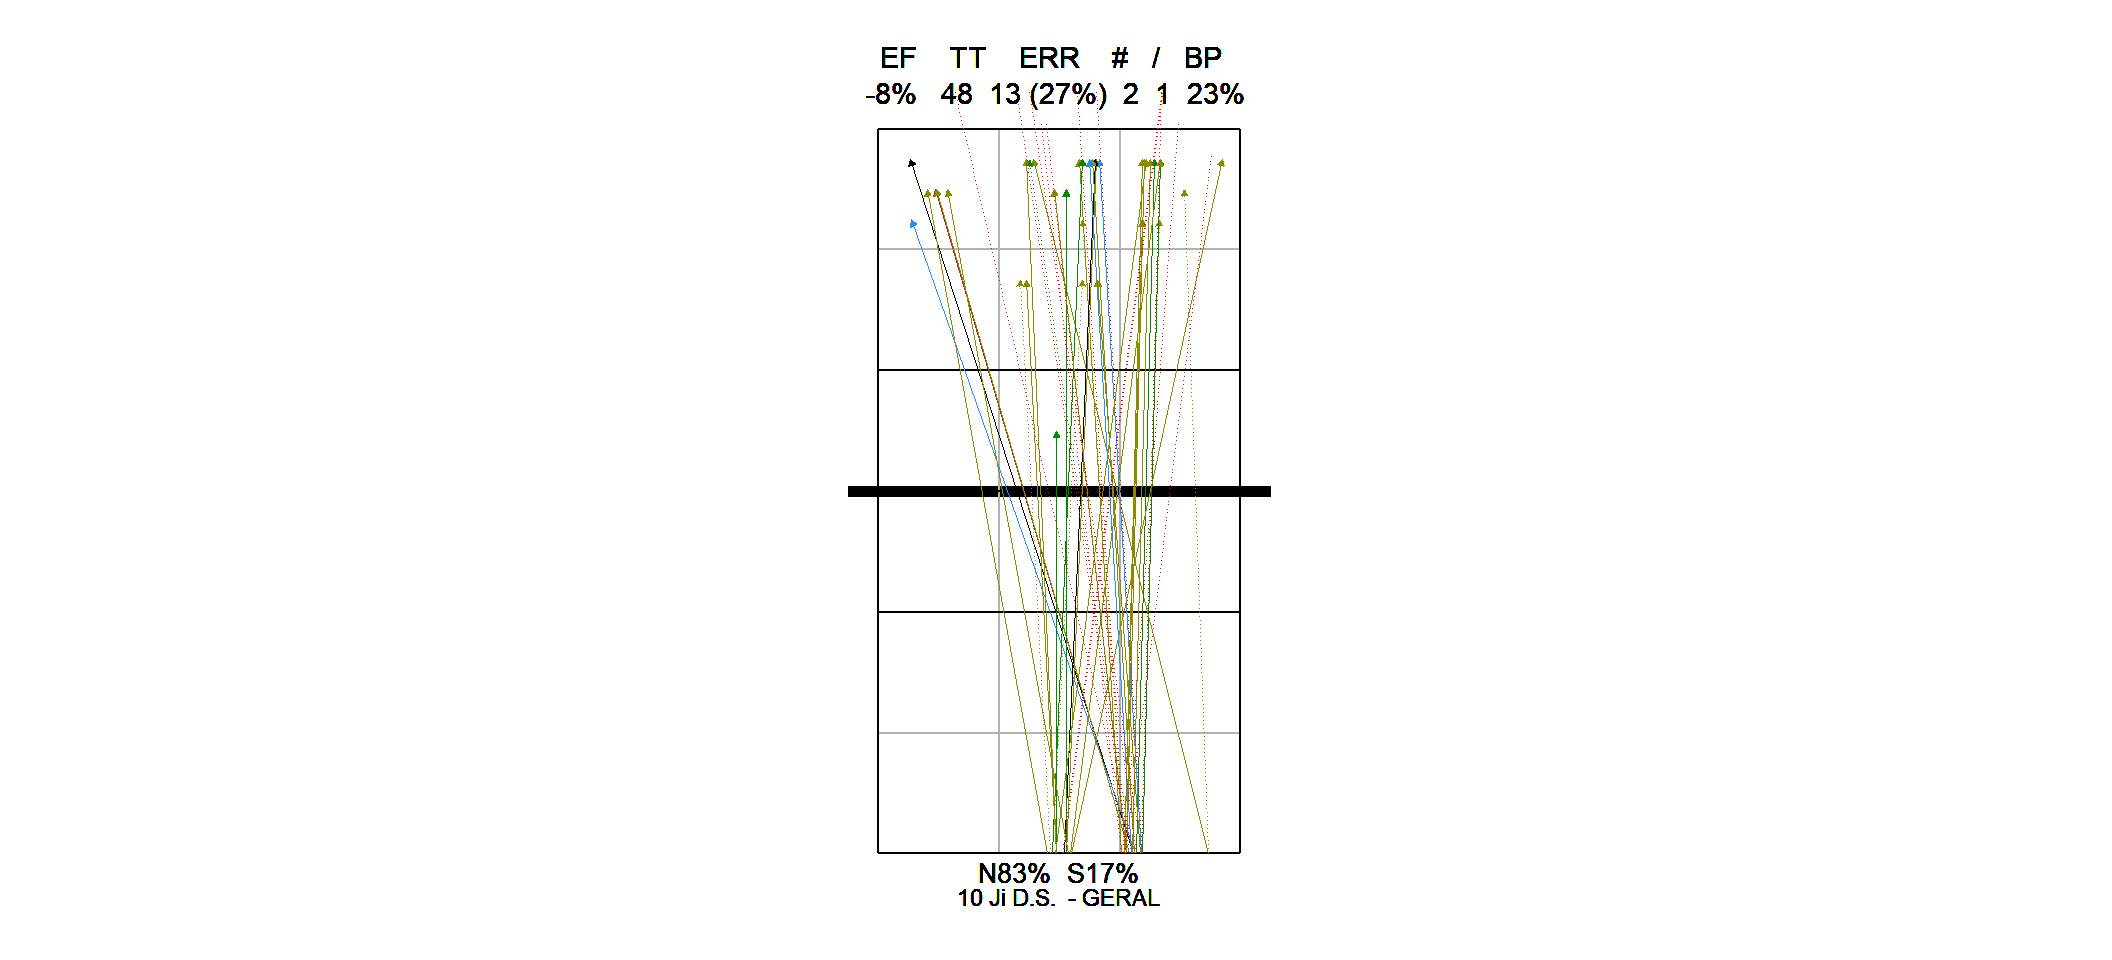 EF TT ERR # / BP
-8% 48 13 (27%) 2 1 23%
N83% S17%
10 Ji D.S. - GERAL